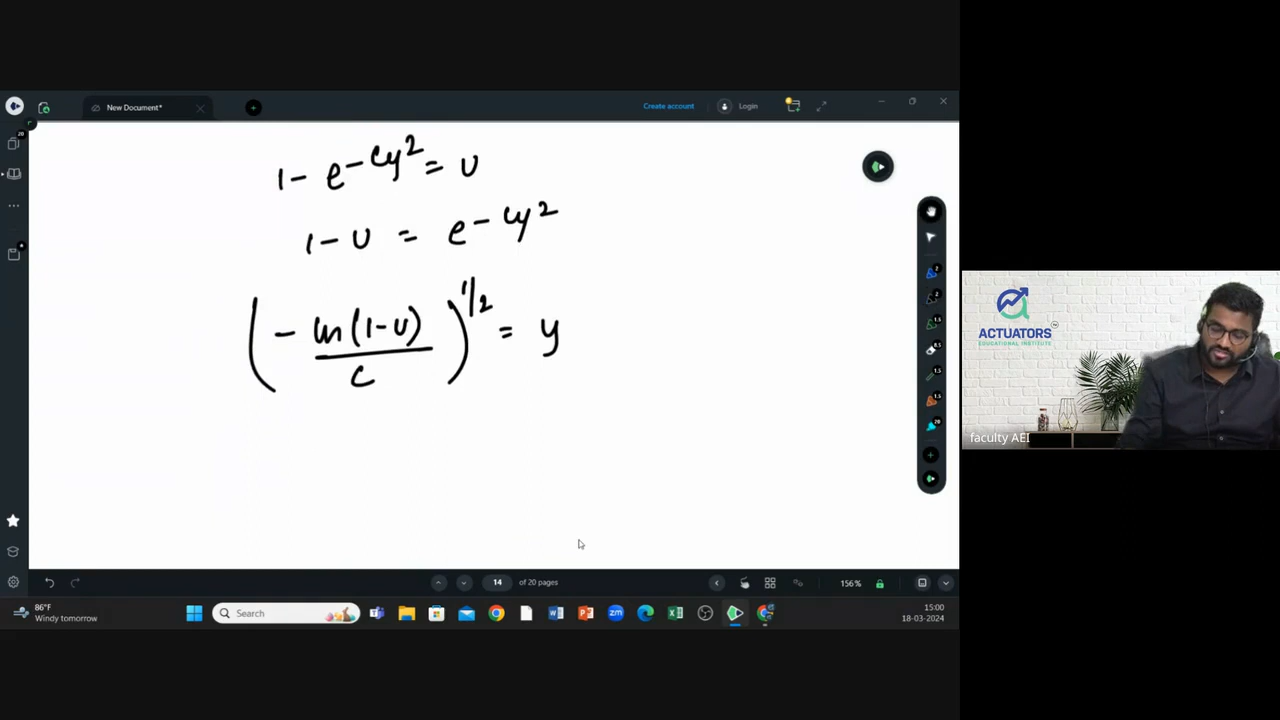 New Document*
Create account
Login
20
1 - e^{-cy^2} = U
1 - U = e^{-cy^2}
( - ln(1-U) / c )^{1/2} = y
ACTUATORS
EDUCATIONAL INSTITUTE
faculty AEI
14 of 20 pages
156%
86°F
Windy tomorrow
Search
15:00
18-03-2024